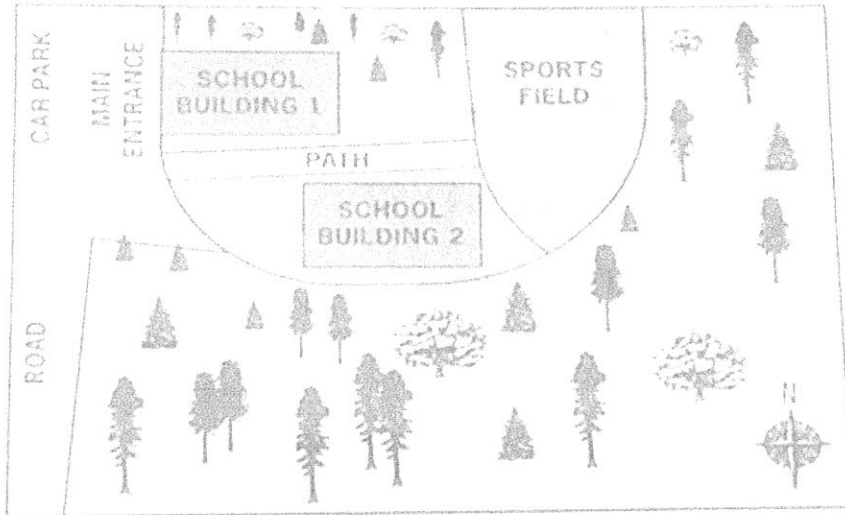 CAR PARK
MAIN
ENTRANCE
SCHOOL
BUILDING 1
SPORTS
FIELD
PATH
SCHOOL
BUILDING 2
ROAD
N